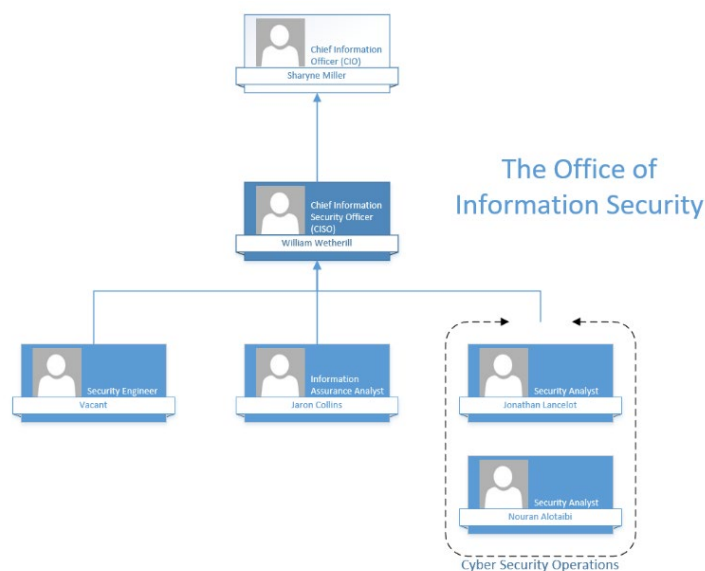 Chief Information
Officer (CIO)
Sharyne Miller
The Office of
Information Security
Chief Information
Security Officer
(CISO)
William Wetherill
Security Engineer
Vacant
Information
Assurance Analyst
Jaron Collins
Security Analyst
Jonathan Lancelot
Security Analyst
Nouran Alotaibi
Cyber Security Operations